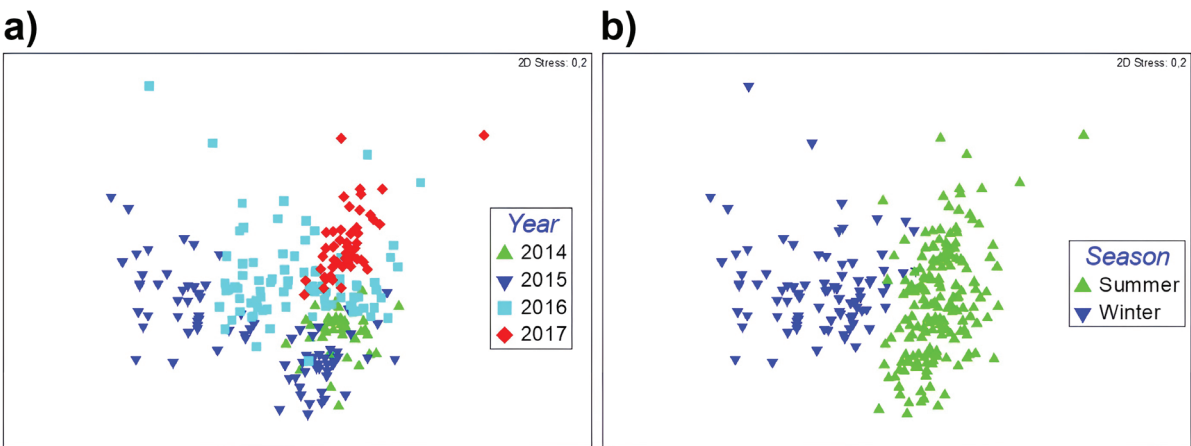 a)
2D Stress: 0,2
Year
2014
2015
2016
2017
b)
2D Stress: 0,2
Season
Summer
Winter